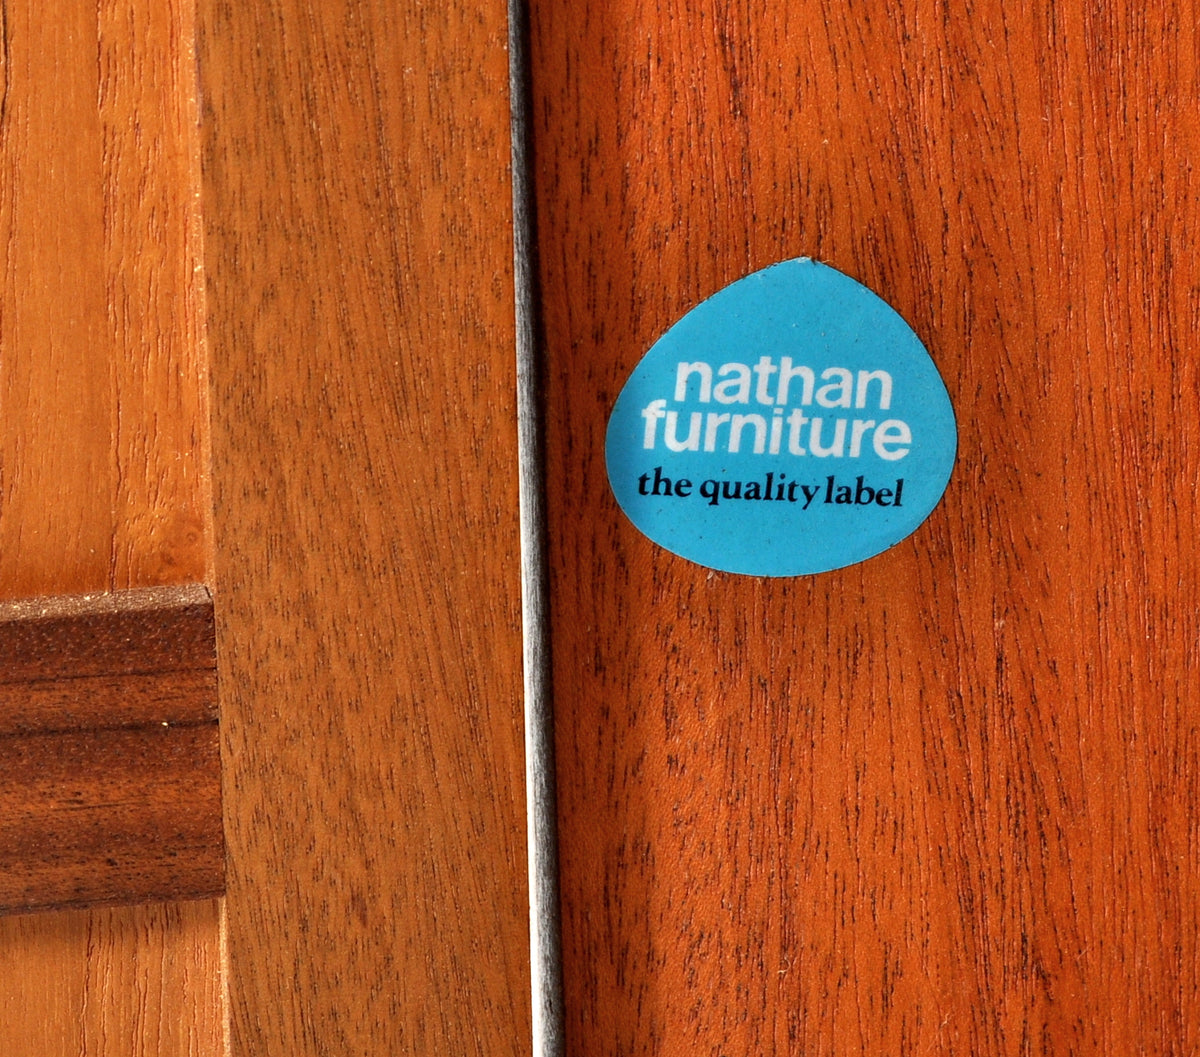 nathan
furniture
the quality label